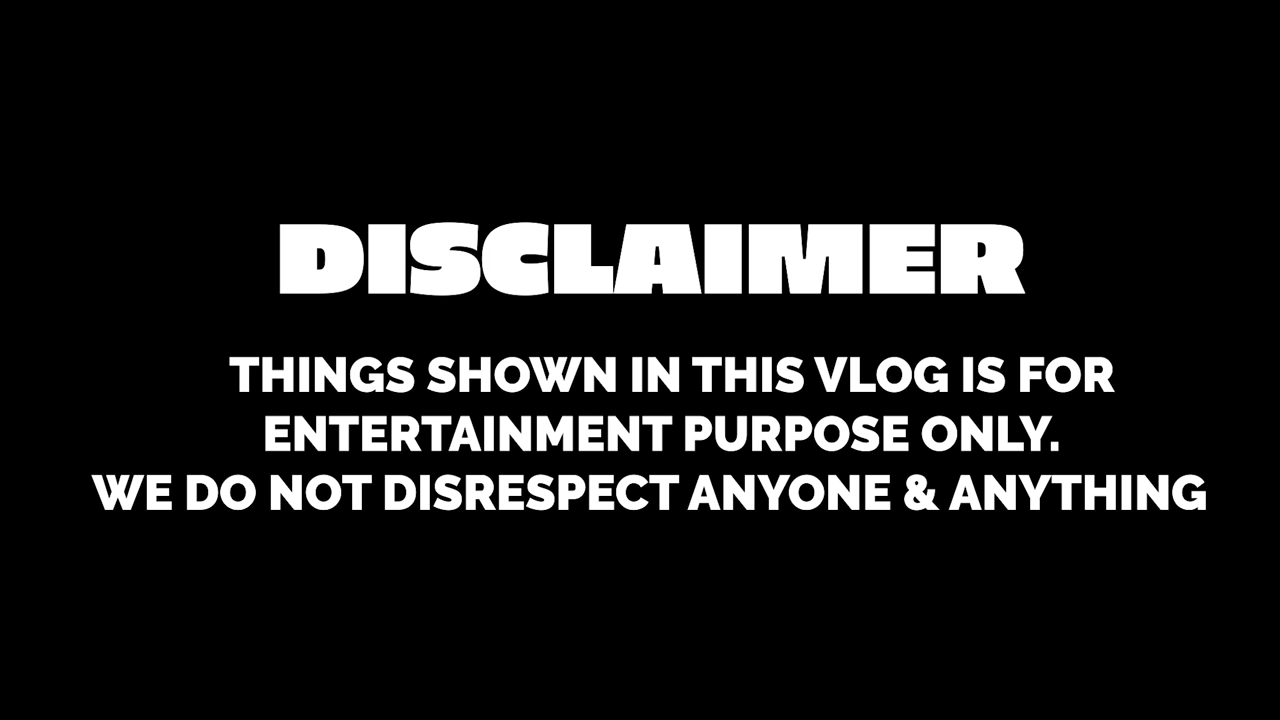 DISCLAIMER
THINGS SHOWN IN THIS VLOG IS FOR
ENTERTAINMENT PURPOSE ONLY.
WE DO NOT DISRESPECT ANYONE & ANYTHING